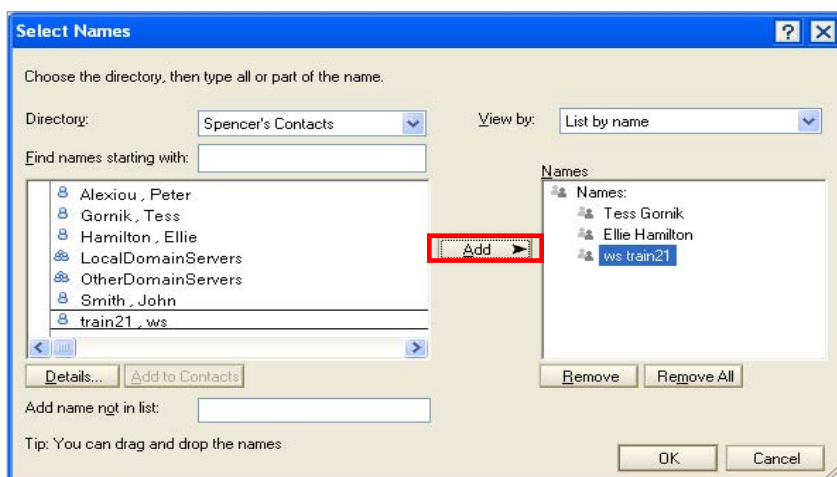 Select Names
Choose the directory, then type all or part of the name.
Directory: Spencer's Contacts View by: List by name
Find names starting with:
Names
Alexiou , Peter
Gornik , Tess
Hamilton , Ellie
LocalDomainServers
OtherDomainServers
Smith , John
train21 , ws
Add
Names:
Tess Gornik
Ellie Hamilton
ws train21
Details... Add to Contacts Remove Remove All
Add name not in list:
Tip: You can drag and drop the names
OK Cancel